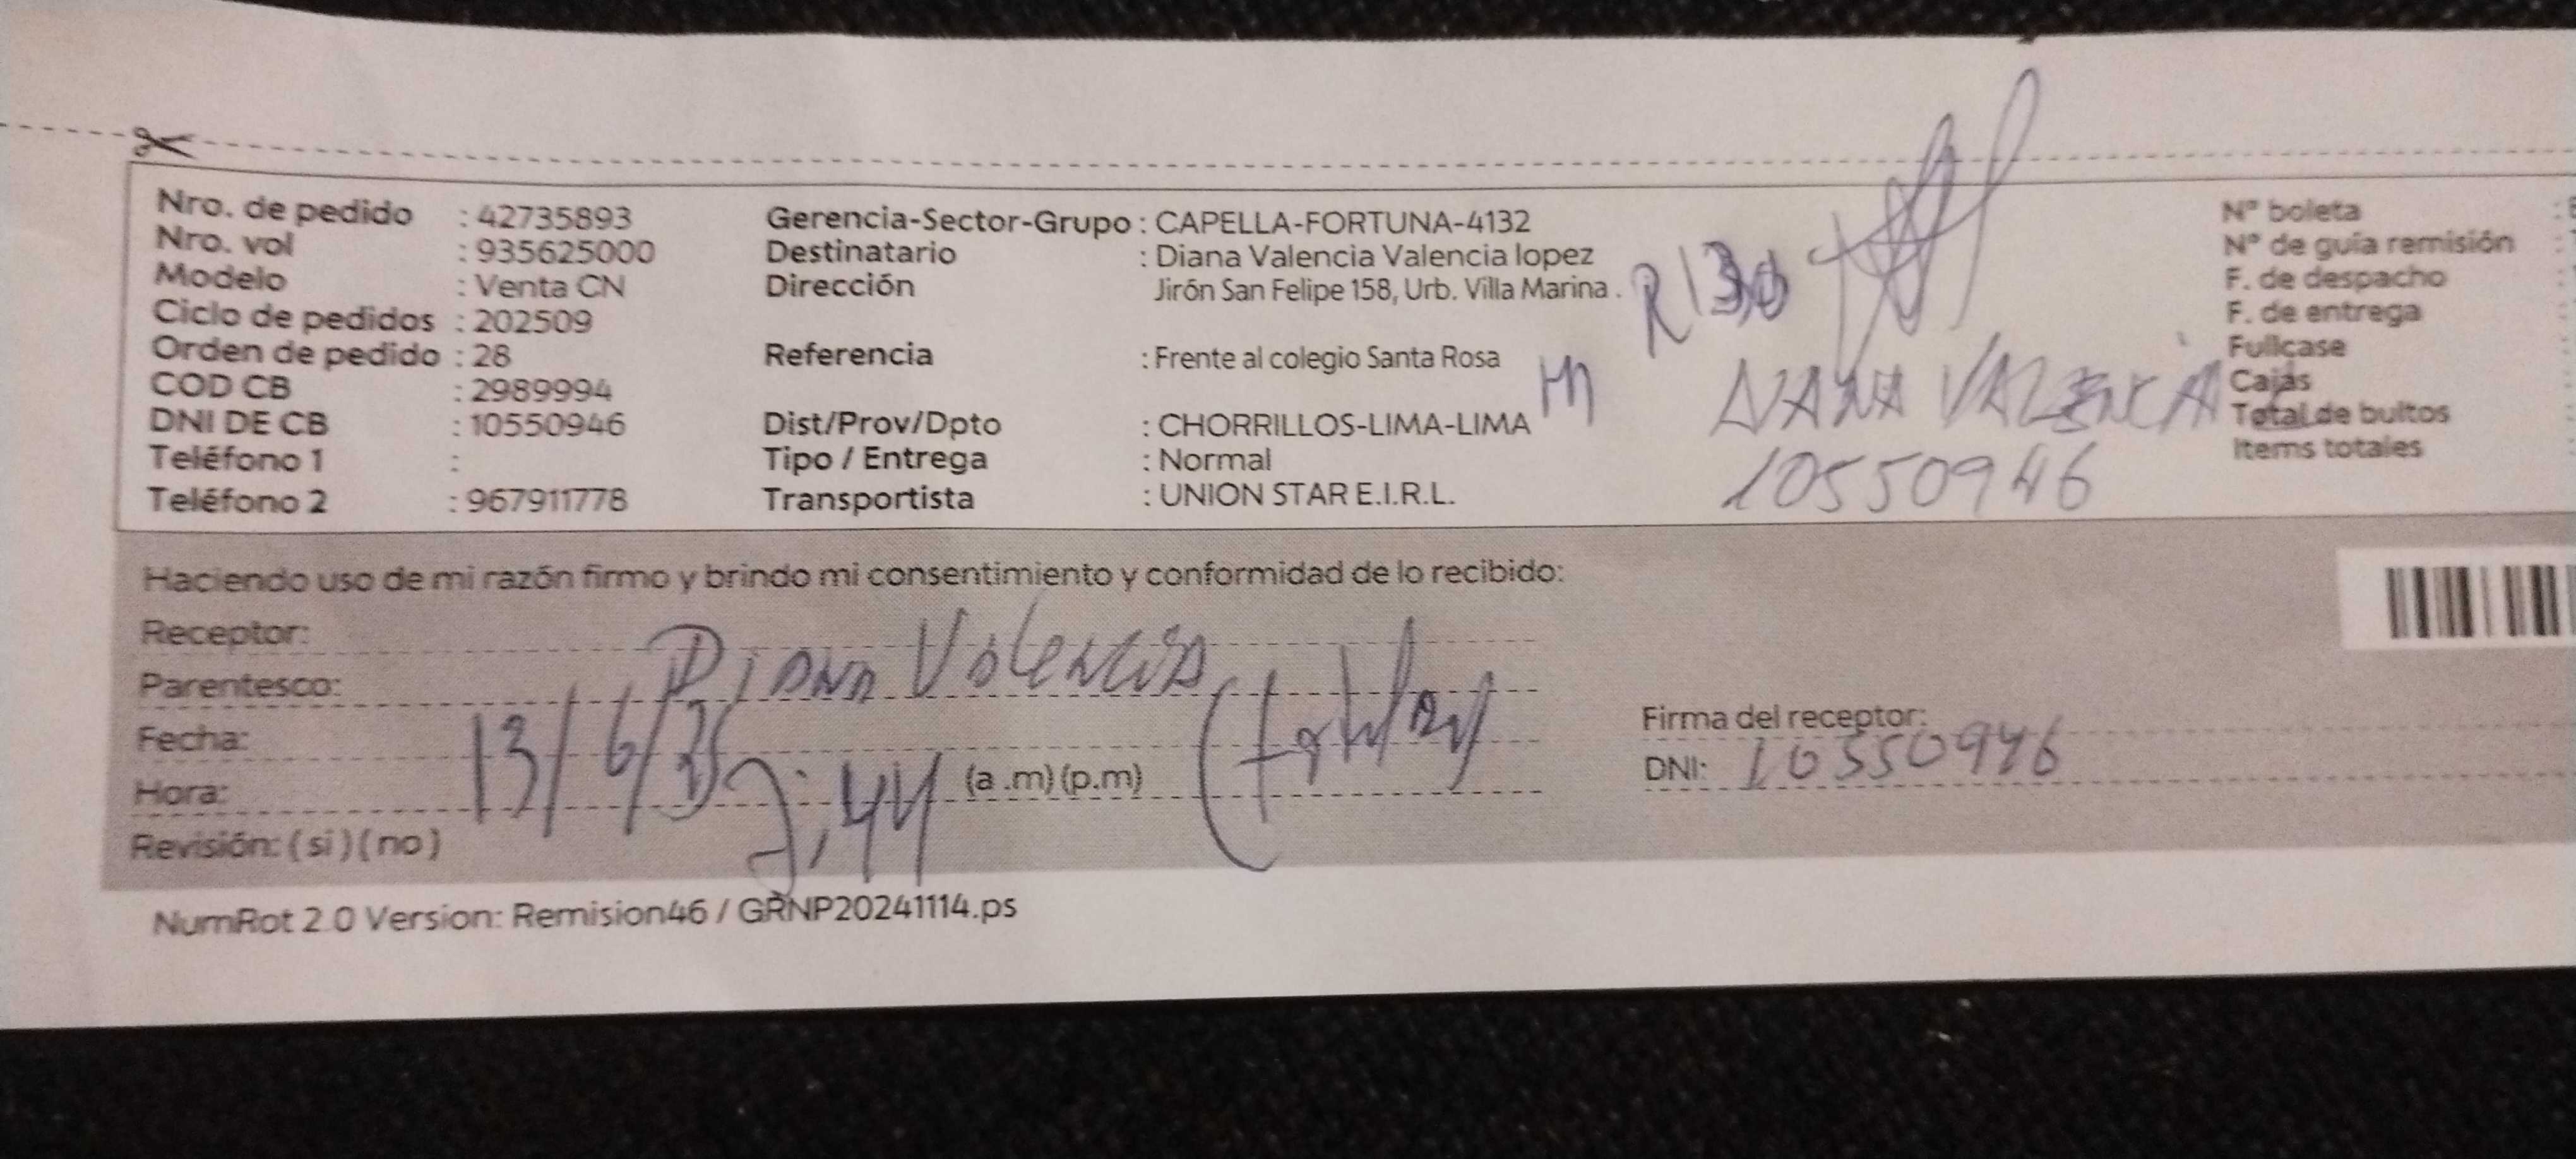 Nro. de pedido : 42735893
Nro. vol : 935625000
Modelo : Venta CN
Ciclo de pedidos : 202509
Orden de pedido : 28
COD CB : 2989994
DNI DE CB : 10550946
Teléfono 1 :
Teléfono 2 : 967911778
Gerencia-Sector-Grupo : CAPELLA-FORTUNA-4132
Destinatario : Diana Valencia Valencia lopez
Dirección Jirón San Felipe 158, Urb. Villa Marina .
Referencia : Frente al colegio Santa Rosa
Dist/Prov/Dpto : CHORRILLOS-LIMA-LIMA
Tipo / Entrega : Normal
Transportista : UNION STAR E.I.R.L.
DIANA VALENCIA
10550946
N° boleta :
N° de guía remisión :
F. de despacho
F. de entrega
Fullcase
Cajas
Total de bultos
Items totales
Haciendo uso de mi razón firmo y brindo mi consentimiento y conformidad de lo recibido:
Receptor: Diana Valencia
Parentesco:
Fecha: 13/6/25
Hora: (a .m) (p.m)
Revisión: ( si ) ( no )
Firma del receptor:
DNI: 10550946
NumRot 2.0 Version: Remision46 / GRNP20241114.ps